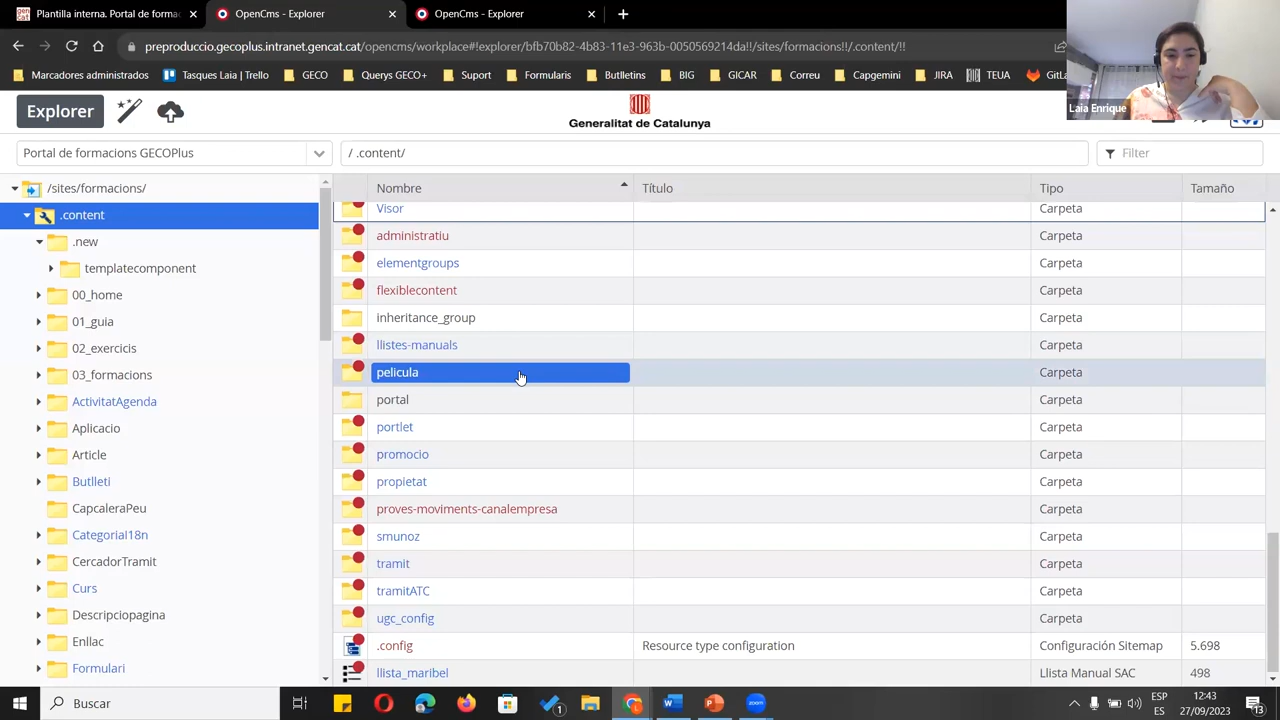 Plantilla interna. Portal de forma
OpenCms - Explorer
OpenCms - Explorer
preproduccio.gecoplus.intranet.gencat.cat/opencms/workplace#!explorer/bfb70b82-4b83-11e3-963b-0050569214da!!/sites/formacions!!/.content/!!
Marcadores administrados
Tasques Laia | Trello
GECO
Querys Ctrl+F
Suport
Formularis
Butlletins
BIG
GICAR
Correu
Capgemini
JIRA
TEUA
GitLa
Laia Enrique
Explorer
Generalitat de Catalunya
Portal de formacions GECOPlus
/ .content/
Filter
/sites/formacions/
.content
.new
templatecomponent
00_home
01_guia
02_exercicis
03_formacions
ActivitatAgenda
Aplicacio
Article
Butlleti
CapcaleraPeu
CategoriaI18n
CercadorTramit
Curs
Descripciopagina
Enllac
Formulari
Nombre Título Tipo Tamaño
Visor Carpeta
administratiu Carpeta
elementgroups Carpeta
flexiblecontent Carpeta
inheritance_group Carpeta
llistes-manuals Carpeta
pelicula Carpeta
portal Carpeta
portlet Carpeta
promocio Carpeta
propietat Carpeta
proves-moviments-canalempresa Carpeta
smunoz Carpeta
tramit Carpeta
tramitATC Carpeta
ugc_config Carpeta
.config Resource type configuration Configuración Sitemap 5.698
llista_maribel Llista Manual SAC 498
Buscar
ESP
ES
12:43
27/09/2023
13